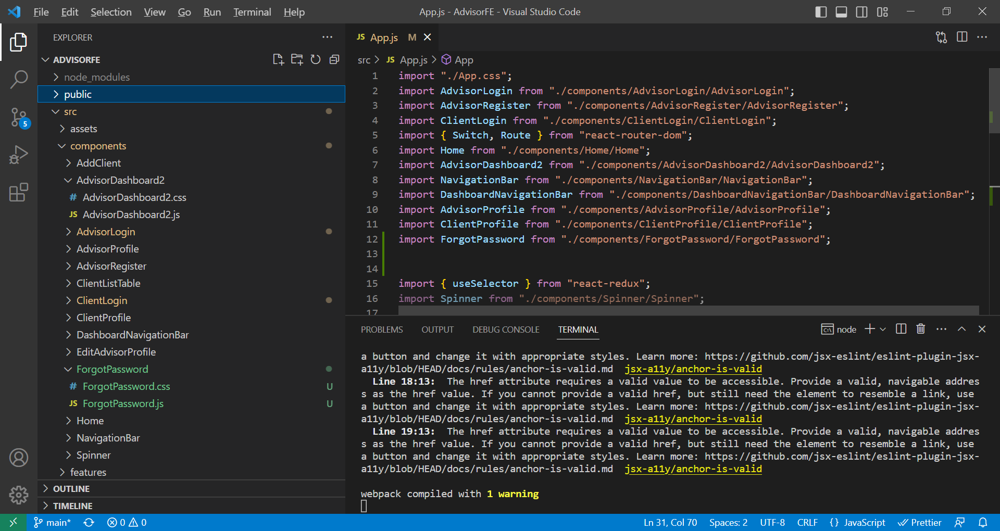 File Edit Selection View Go Run Terminal Help
App.js - AdvisorFE - Visual Studio Code
EXPLORER
ADVISORFE
node_modules
public
src
assets
components
AddClient
AdvisorDashboard2
# AdvisorDashboard2.css
JS AdvisorDashboard2.js
AdvisorLogin
AdvisorProfile
AdvisorRegister
ClientListTable
ClientLogin
ClientProfile
DashboardNavigationBar
EditAdvisorProfile
ForgotPassword
# ForgotPassword.css U
JS ForgotPassword.js U
Home
NavigationBar
Spinner
features
OUTLINE
TIMELINE
5
JS App.js M
src > JS App.js > App
1 import "./App.css";
2 import AdvisorLogin from "./components/AdvisorLogin/AdvisorLogin";
3 import AdvisorRegister from "./components/AdvisorRegister/AdvisorRegister";
4 import ClientLogin from "./components/ClientLogin/ClientLogin";
5 import { Switch, Route } from "react-router-dom";
6 import Home from "./components/Home/Home";
7 import AdvisorDashboard2 from "./components/AdvisorDashboard2/AdvisorDashboard2";
8 import NavigationBar from "./components/NavigationBar/NavigationBar";
9 import DashboardNavigationBar from "./components/DashboardNavigationBar/DashboardNavigationBar";
10 import AdvisorProfile from "./components/AdvisorProfile/AdvisorProfile";
11 import ClientProfile from "./components/ClientProfile/ClientProfile";
12 import ForgotPassword from "./components/ForgotPassword/ForgotPassword";
13
14
15 import { useSelector } from "react-redux";
16 import Spinner from "./components/Spinner/Spinner";
17
PROBLEMS OUTPUT DEBUG CONSOLE TERMINAL
node
a button and change it with appropriate styles. Learn more: https://github.com/jsx-eslint/eslint-plugin-jsx-
a11y/blob/HEAD/docs/rules/anchor-is-valid.md jsx-a11y/anchor-is-valid
Line 18:13: The href attribute requires a valid value to be accessible. Provide a valid, navigable addres
s as the href value. If you cannot provide a valid href, but still need the element to resemble a link, use
a button and change it with appropriate styles. Learn more: https://github.com/jsx-eslint/eslint-plugin-jsx-
a11y/blob/HEAD/docs/rules/anchor-is-valid.md jsx-a11y/anchor-is-valid
Line 19:13: The href attribute requires a valid value to be accessible. Provide a valid, navigable addres
s as the href value. If you cannot provide a valid href, but still need the element to resemble a link, use
a button and change it with appropriate styles. Learn more: https://github.com/jsx-eslint/eslint-plugin-jsx-
a11y/blob/HEAD/docs/rules/anchor-is-valid.md jsx-a11y/anchor-is-valid
webpack compiled with 1 warning
main* 0 0
Ln 31, Col 70 Spaces: 2 UTF-8 CRLF {} JavaScript Prettier